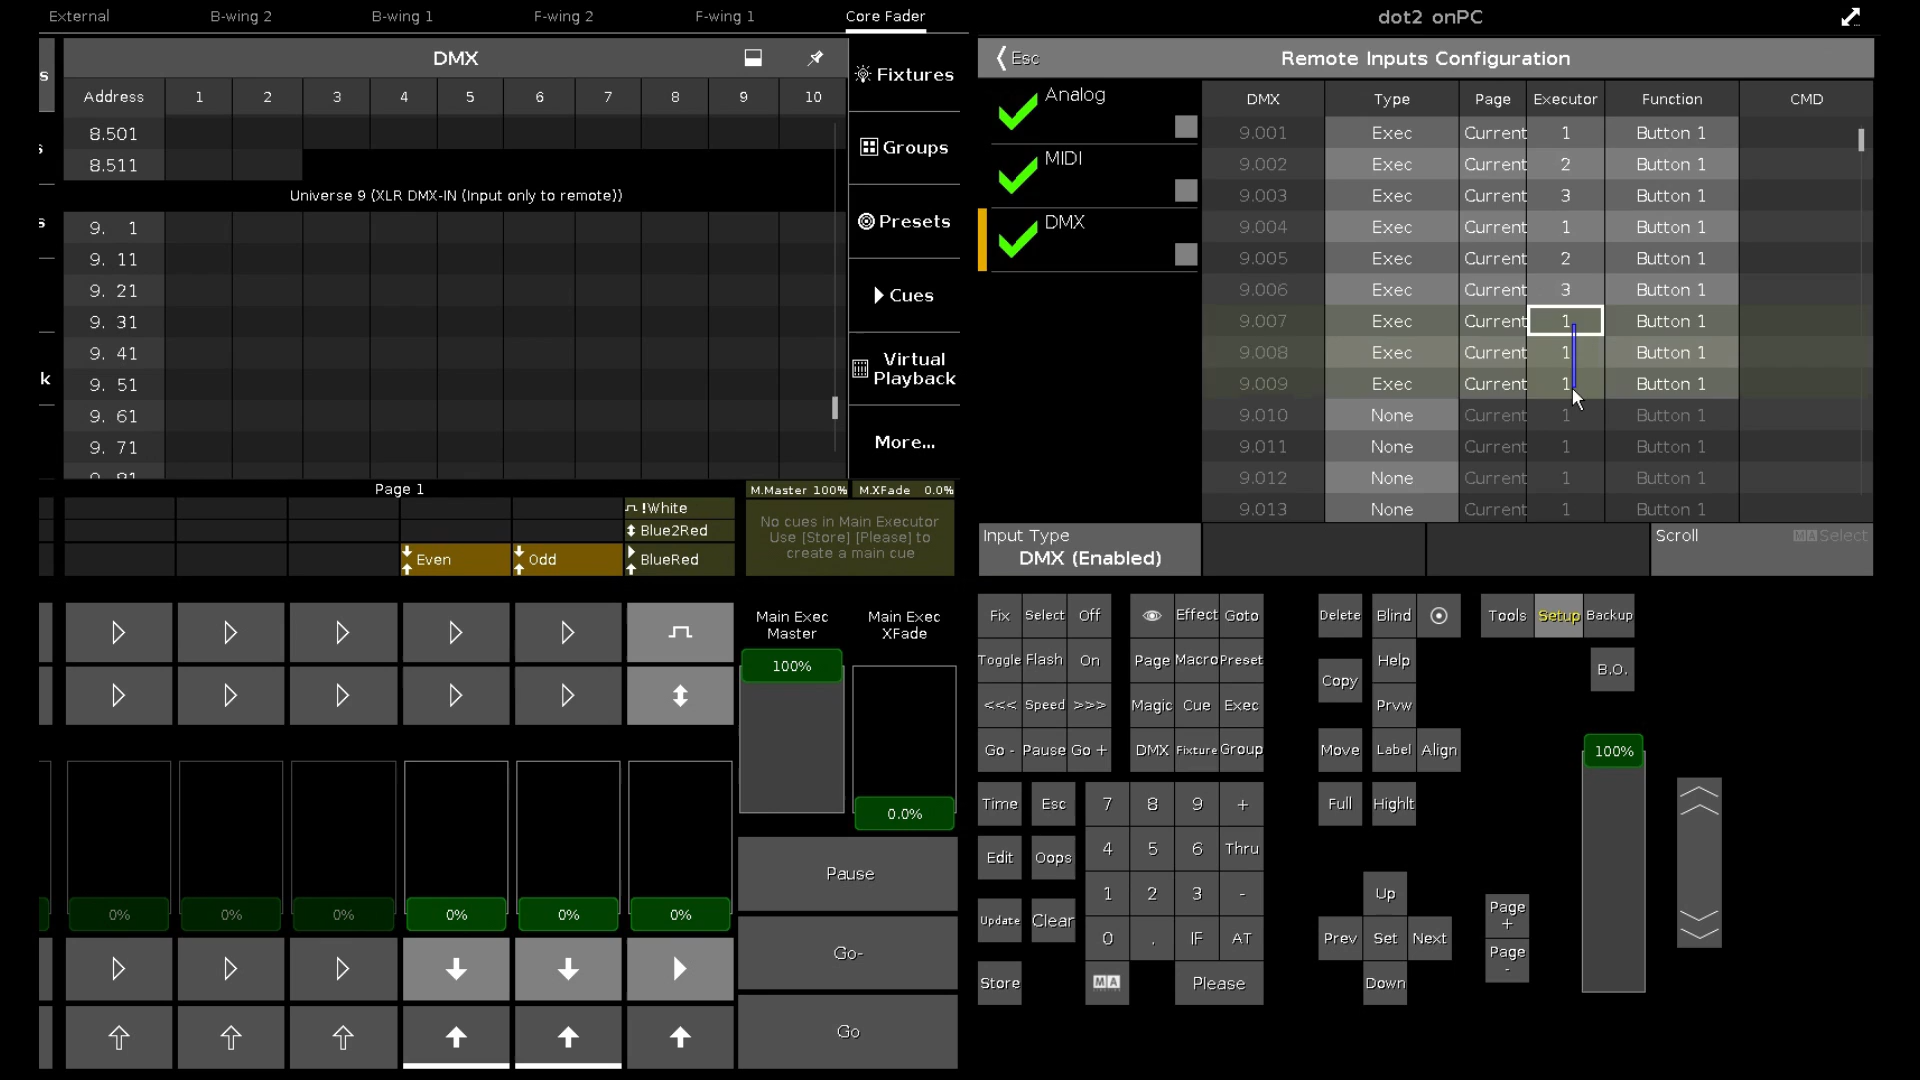 External B-wing 2 B-wing 1 F-wing 2 F-wing 1 Core Fader
dot2 onPC
s DMX
Address 1 2 3 4 5 6 7 8 9 10
8.501
8.511
Universe 9 (XLR DMX-IN (Input only to remote))
9. 1
9. 11
9. 21
9. 31
9. 41
9. 51
9. 61
9. 71
9. 81
s
k
Fixtures
Groups
Presets
Cues
Virtual
Playback
More...
Esc Remote Inputs Configuration
Analog
MIDI
DMX
DMX Type Page Executor Function CMD
9.001 Exec Current 1 Button 1
9.002 Exec Current 2 Button 1
9.003 Exec Current 3 Button 1
9.004 Exec Current 1 Button 1
9.005 Exec Current 2 Button 1
9.006 Exec Current 3 Button 1
9.007 Exec Current 1 Button 1
9.008 Exec Current 1 Button 1
9.009 Exec Current 1 Button 1
9.010 None Current 1 Button 1
9.011 None Current 1 Button 1
9.012 None Current 1 Button 1
9.013 None Current 1 Button 1
Input Type
DMX (Enabled)
Scroll MA Select
Page 1 M.Master 100% M.XFade 0.0%
!White
Blue2Red
Even Odd BlueRed
No cues in Main Executor
Use [Store] [Please] to
create a main cue
Main Exec
Master
Main Exec
XFade
100%
0.0%
0% 0% 0% 0% 0% 0%
Pause
Go-
Go
Fix Select Off Effect Goto Delete Blind Tools Setup Backup
Toggle Flash On Page Macro Preset Copy Help B.O.
<<< Speed >>> Magic Cue Exec Prvw
Go - Pause Go + DMX Fixture Group Move Label Align 100%
Time Esc 7 8 9 + Full Highlt
Edit Oops 4 5 6 Thru
Update Clear 1 2 3 - Up Page
+
0 . IF AT Prev Set Next Page
-
Store MA Please Down